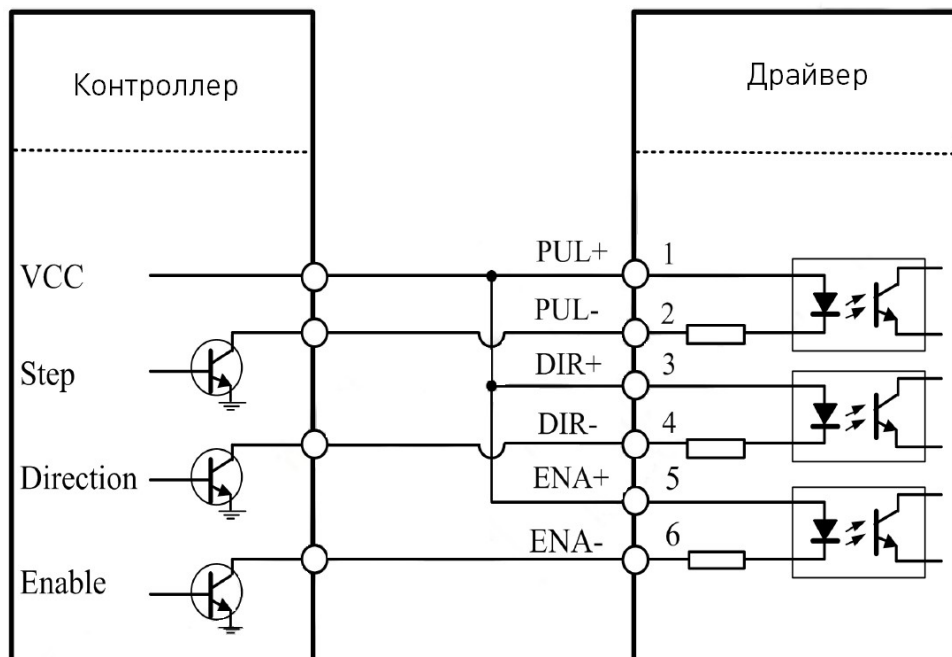 Контроллер
Драйвер
VCC
PUL+
1
PUL-
2
Step
DIR+
3
DIR-
4
Direction
ENA+
5
ENA-
6
Enable